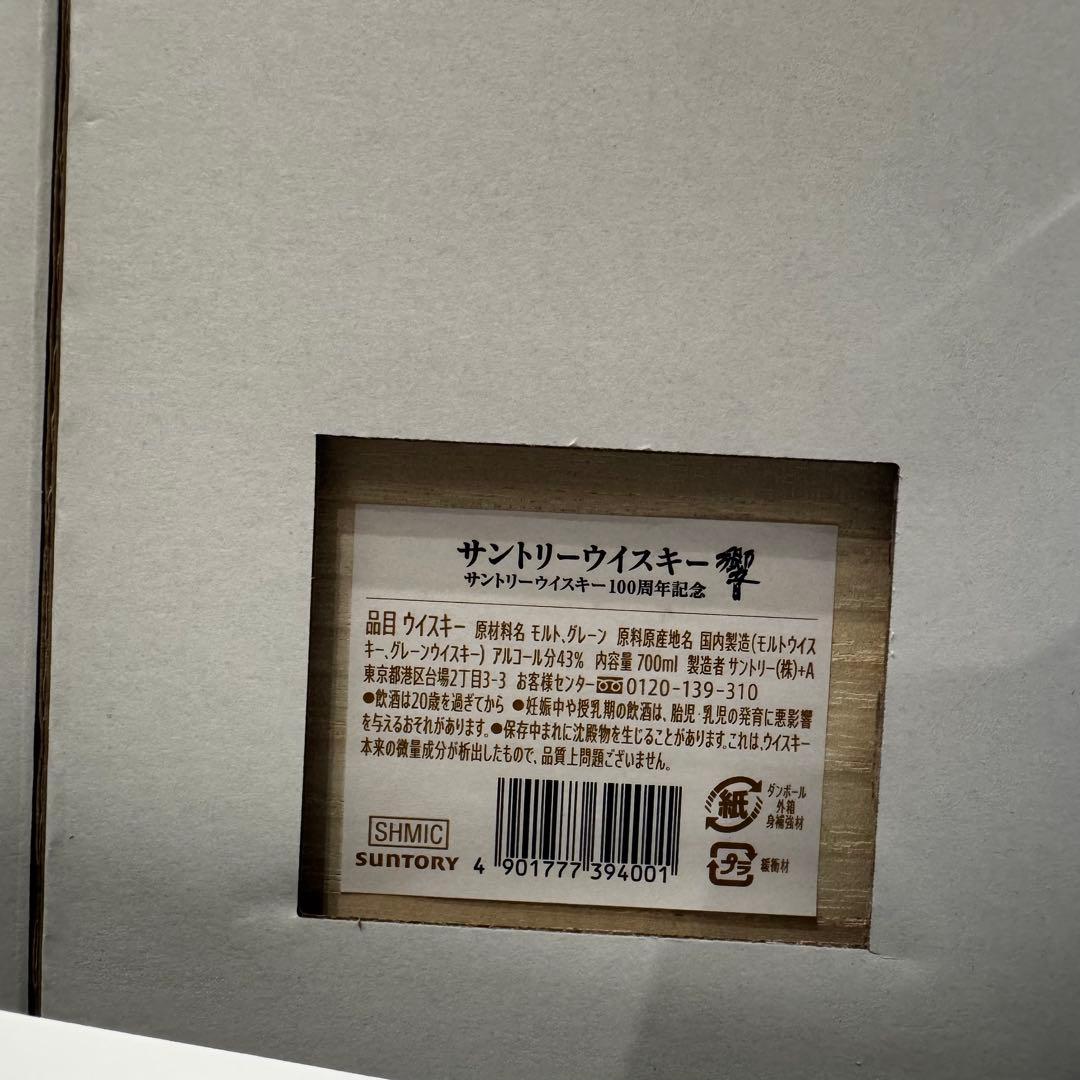 サントリーウイスキー響
サントリーウイスキー100周年記念
品目 ウイスキー 原材料名 モルト、グレーン 原料原産地名 国内製造(モルトウイス
キー、グレーンウイスキー) アルコール分43% 内容量 700ml 製造者 サントリー(株)+A
東京都港区台場2丁目3-3 お客様センター 0120-139-310
●飲酒は20歳を過ぎてから ●妊娠中や授乳期の飲酒は、胎児・乳児の発育に悪影響
を与えるおそれがあります。●保存中まれに沈殿物を生じることがあります。これは、ウイスキー
本来の微量成分が析出したもので、品質上問題ございません。
SHMIC
SUNTORY
4 901777 394001
紙
ダンボール
外箱
身補強材
プラ
緩衝材